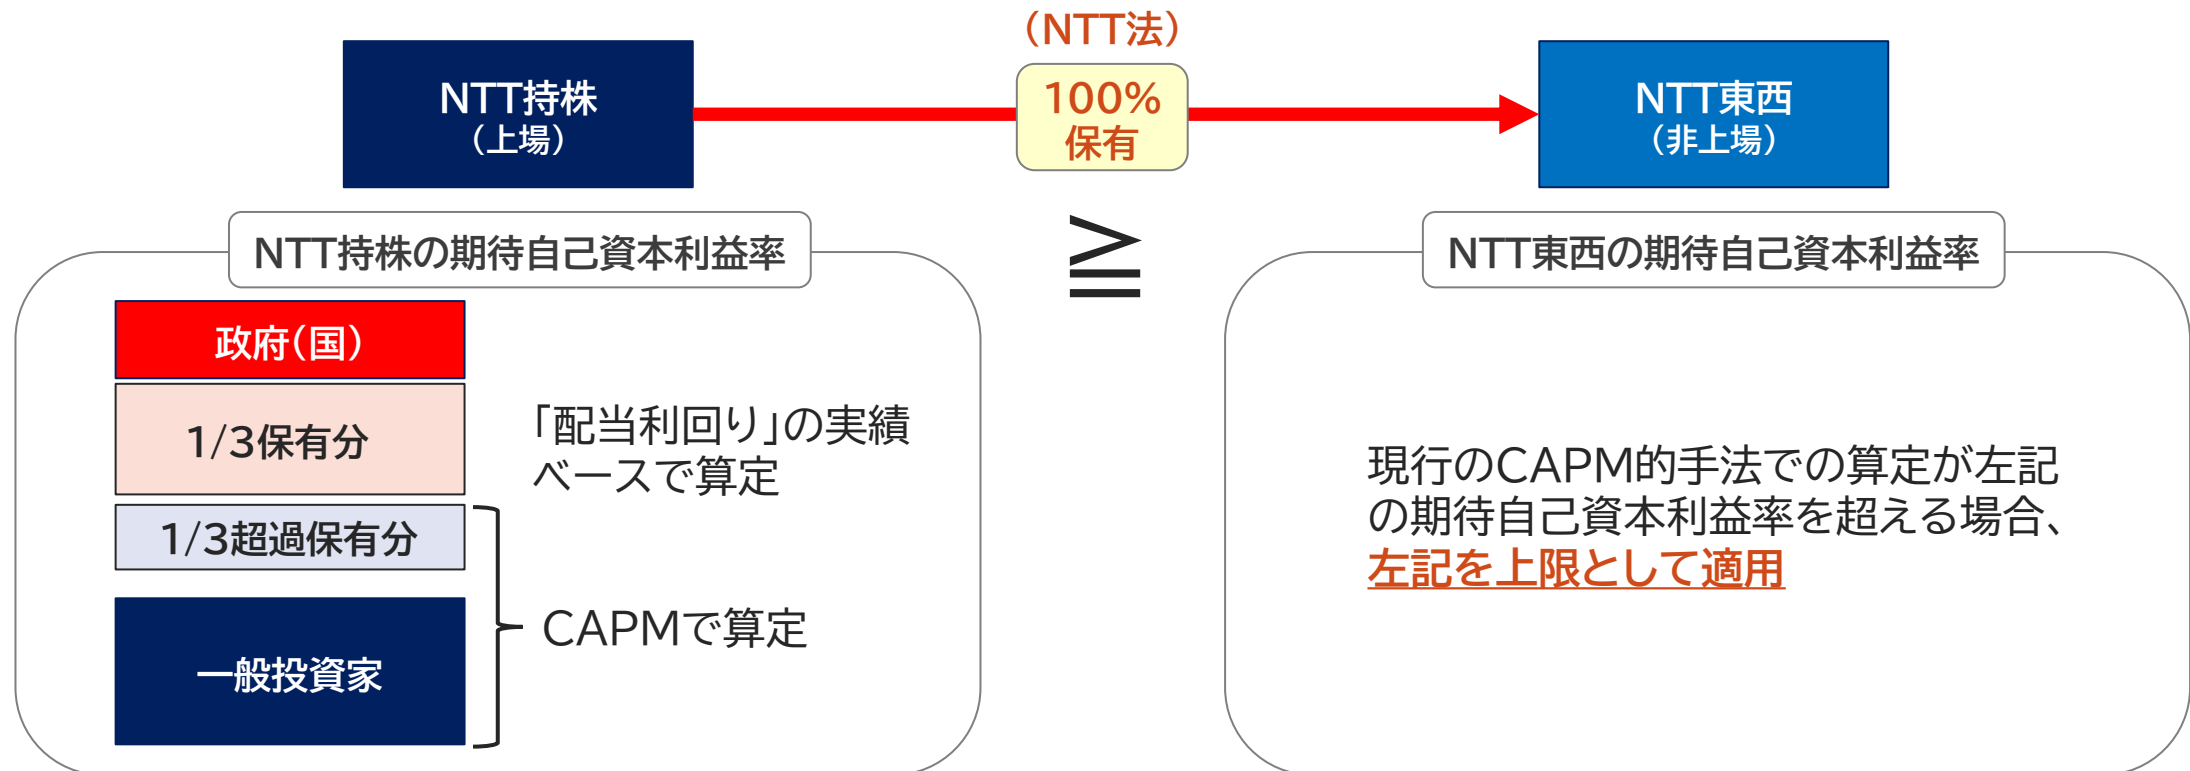 (NTT法)
NTT持株
(上場)
100%
保有
NTT東西
(非上場)
≧
NTT持株の期待自己資本利益率
政府(国)
1/3保有分
「配当利回り」の実績
ベースで算定
1/3超過保有分
CAPMで算定
一般投資家
NTT東西の期待自己資本利益率
現行のCAPM的手法での算定が左記
の期待自己資本利益率を超える場合、
左記を上限として適用